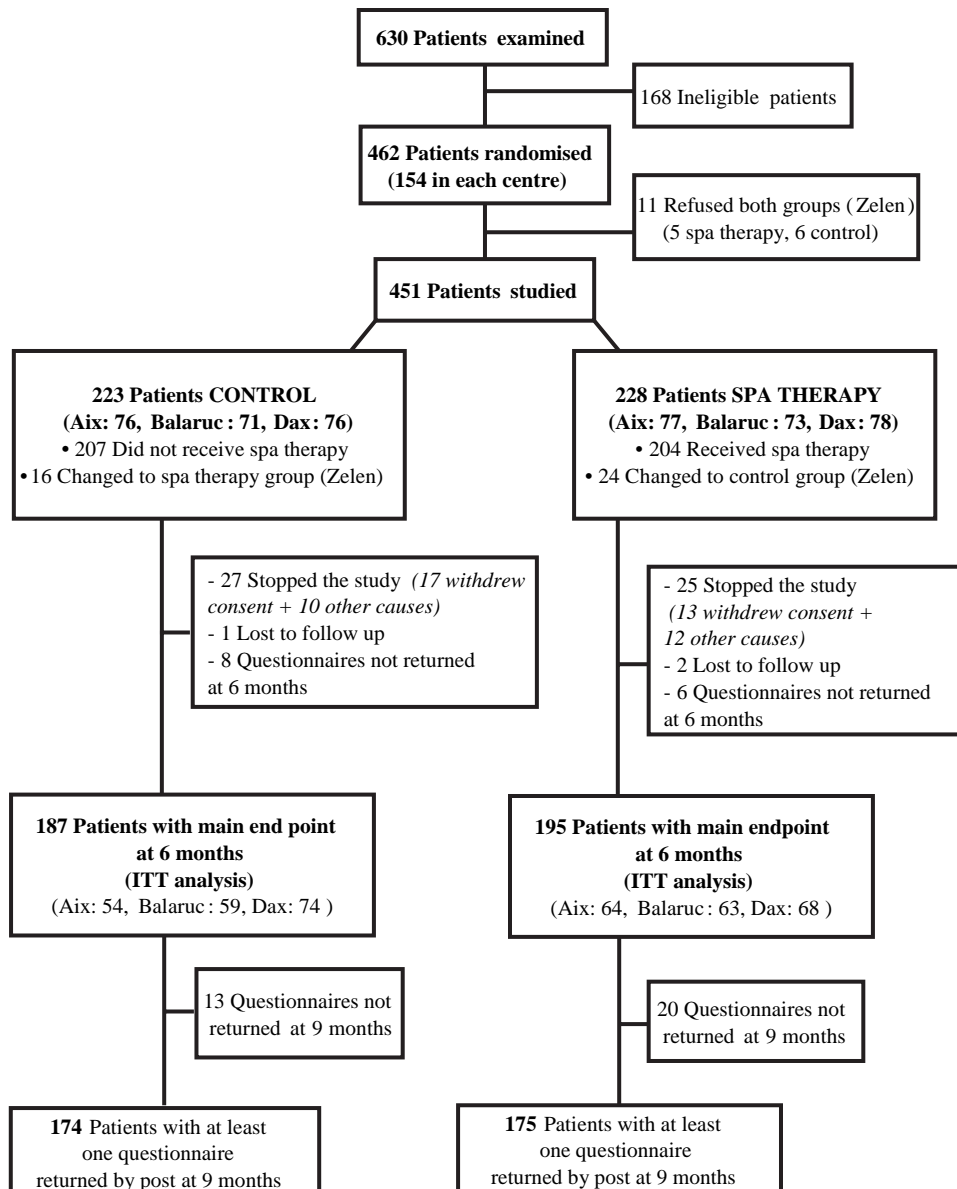 630 Patients examined
168 Ineligible patients
462 Patients randomised
(154 in each centre)
11 Refused both groups (Zelen)
(5 spa therapy, 6 control)
451 Patients studied
223 Patients CONTROL
(Aix: 76, Balaruc: 71, Dax: 76)
• 207 Did not receive spa therapy
• 16 Changed to spa therapy group (Zelen)
228 Patients SPA THERAPY
(Aix: 77, Balaruc: 73, Dax: 78)
• 204 Received spa therapy
• 24 Changed to control group (Zelen)
- 27 Stopped the study (17 withdrew
consent + 10 other causes)
- 1 Lost to follow up
- 8 Questionnaires not returned
at 6 months
- 25 Stopped the study
(13 withdrew consent +
12 other causes)
- 2 Lost to follow up
- 6 Questionnaires not returned
at 6 months
187 Patients with main end point
at 6 months
(ITT analysis)
(Aix: 54, Balaruc: 59, Dax: 74 )
195 Patients with main endpoint
at 6 months
(ITT analysis)
(Aix: 64, Balaruc: 63, Dax: 68 )
13 Questionnaires not
returned at 9 months
20 Questionnaires not
returned at 9 months
174 Patients with at least
one questionnaire
returned by post at 9 months
175 Patients with at least
one questionnaire
returned by post at 9 months